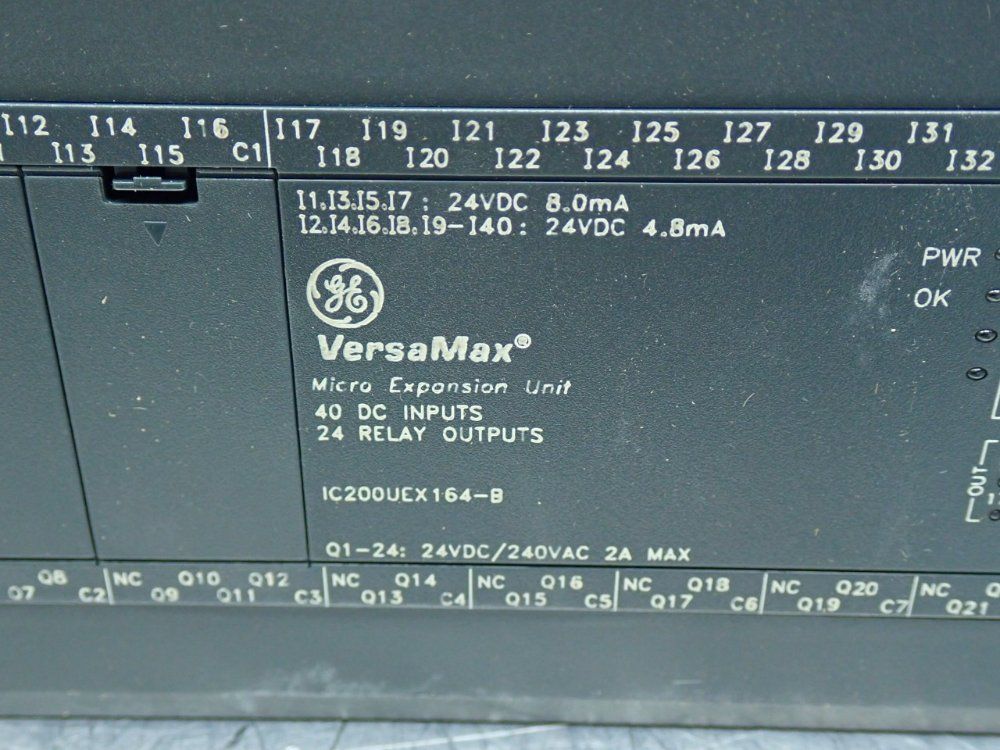 I12 I14 I16 I17 I19 I21 I23 I25 I27 I29 I31
I13 I15 C1 I18 I20 I22 I24 I26 I28 I30 I32
I1.I3.I5.I7 : 24VDC 8.0mA
I2.I4.I6.I8.I9-I40 : 24VDC 4.8mA
PWR
OK
GE
VersaMax®
Micro Expansion Unit
40 DC INPUTS
24 RELAY OUTPUTS
IC200UEX164-B
OUT
Q1-24: 24VDC/240VAC 2A MAX
Q8 NC Q10 Q12 NC Q14 NC Q16 NC Q18 NC Q20 NC
Q7 C2 Q9 Q11 C3 Q13 C4 Q15 C5 Q17 C6 Q19 C7 Q21